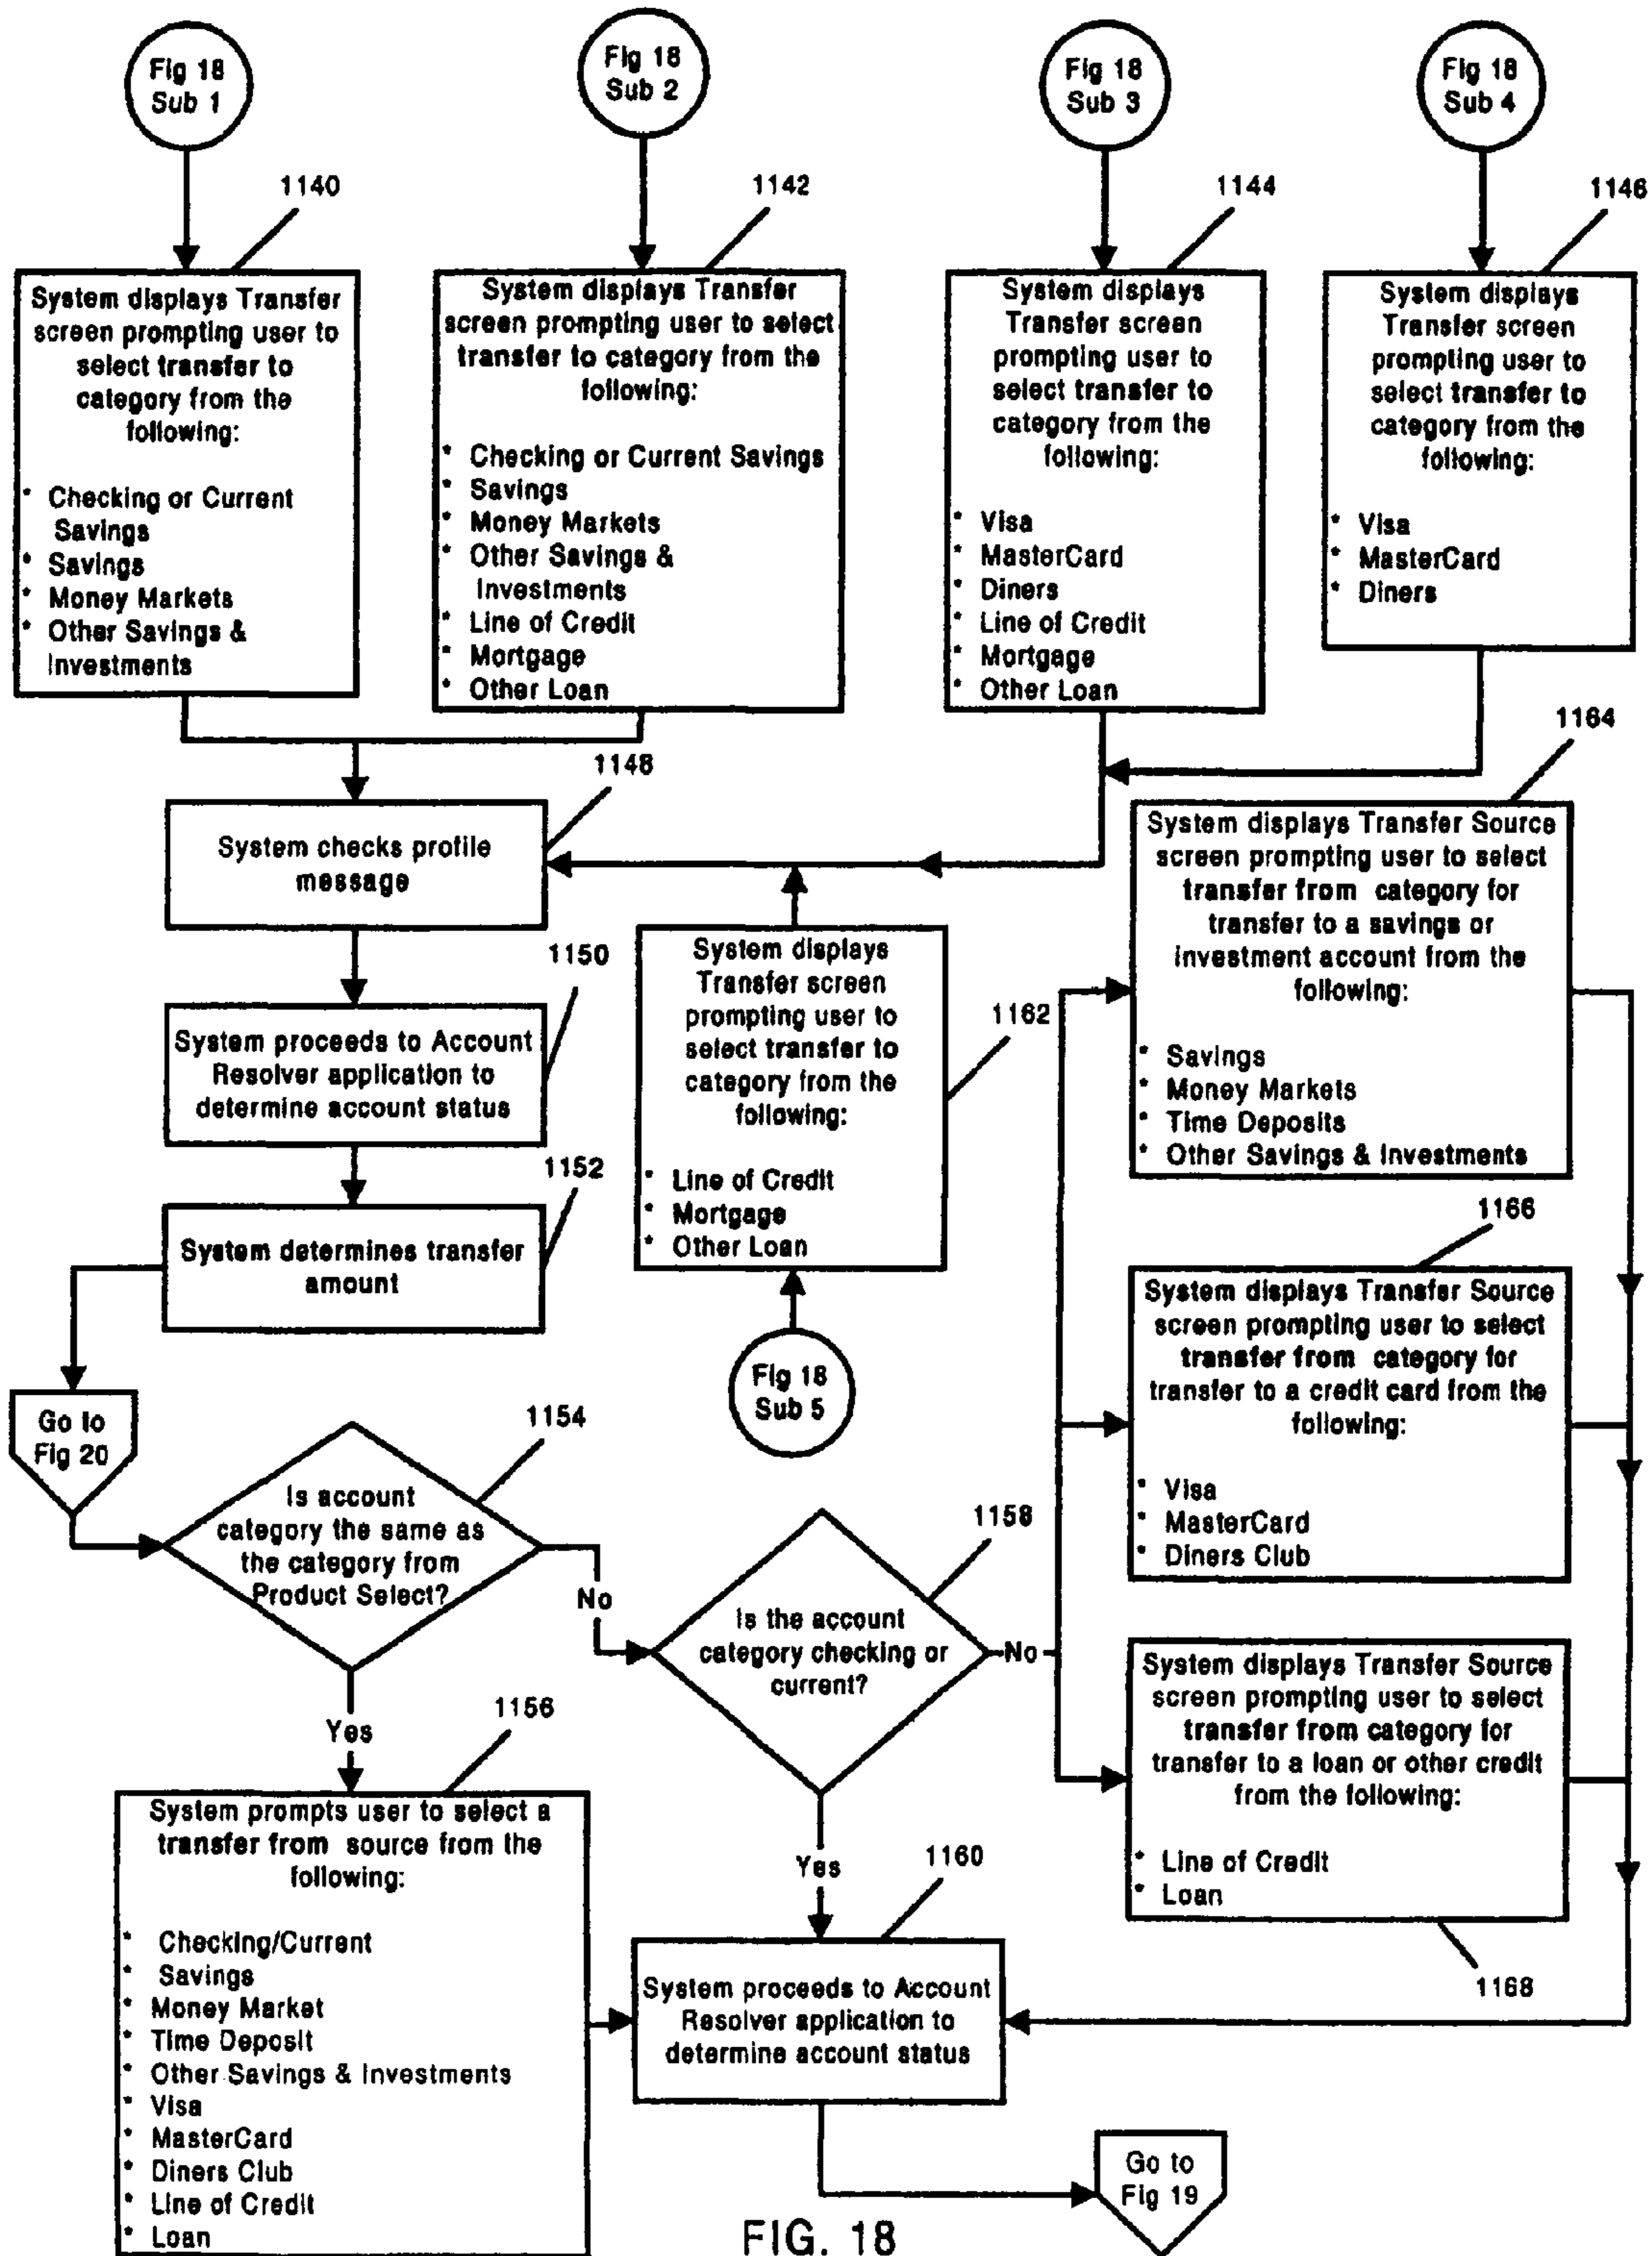 Fig 18
Sub 1
Fig 18
Sub 2
Fig 18
Sub 3
Fig 18
Sub 4
1140
1142
1144
1146
System displays Transfer
screen prompting user to
select transfer to
category from the
following:
* Checking or Current
Savings
* Savings
* Money Markets
* Other Savings &
Investments
System displays Transfer
screen prompting user to select
transfer to category from the
following:
* Checking or Current Savings
* Savings
* Money Markets
* Other Savings &
Investments
* Line of Credit
* Mortgage
* Other Loan
System displays
Transfer screen
prompting user to
select transfer to
category from the
following:
* Visa
* MasterCard
* Diners
* Line of Credit
* Mortgage
* Other Loan
System displays
Transfer screen
prompting user to
select transfer to
category from the
following:
* Visa
* MasterCard
* Diners
1148
System checks profile
message
1150
System proceeds to Account
Resolver application to
determine account status
1152
System determines transfer
amount
Go to
Fig 20
1162
System displays
Transfer screen
prompting user to
select transfer to
category from the
following:
* Line of Credit
* Mortgage
* Other Loan
Fig 18
Sub 5
1164
System displays Transfer Source
screen prompting user to select
transfer from category for
transfer to a savings or
investment account from the
following:
* Savings
* Money Markets
* Time Deposits
* Other Savings & Investments
1166
System displays Transfer Source
screen prompting user to select
transfer from category for
transfer to a credit card from the
following:
* Visa
* MasterCard
* Diners Club
1154
Is account
category the same as
the category from
Product Select?
No
Yes
1158
Is the account
category checking or
current?
No
Yes
System displays Transfer Source
screen prompting user to select
transfer from category for
transfer to a loan or other credit
from the following:
* Line of Credit
* Loan
1168
1156
System prompts user to select a
transfer from source from the
following:
* Checking/Current
* Savings
* Money Market
* Time Deposit
* Other Savings & Investments
* Visa
* MasterCard
* Diners Club
* Line of Credit
* Loan
1160
System proceeds to Account
Resolver application to
determine account status
Go to
Fig 19
FIG. 18